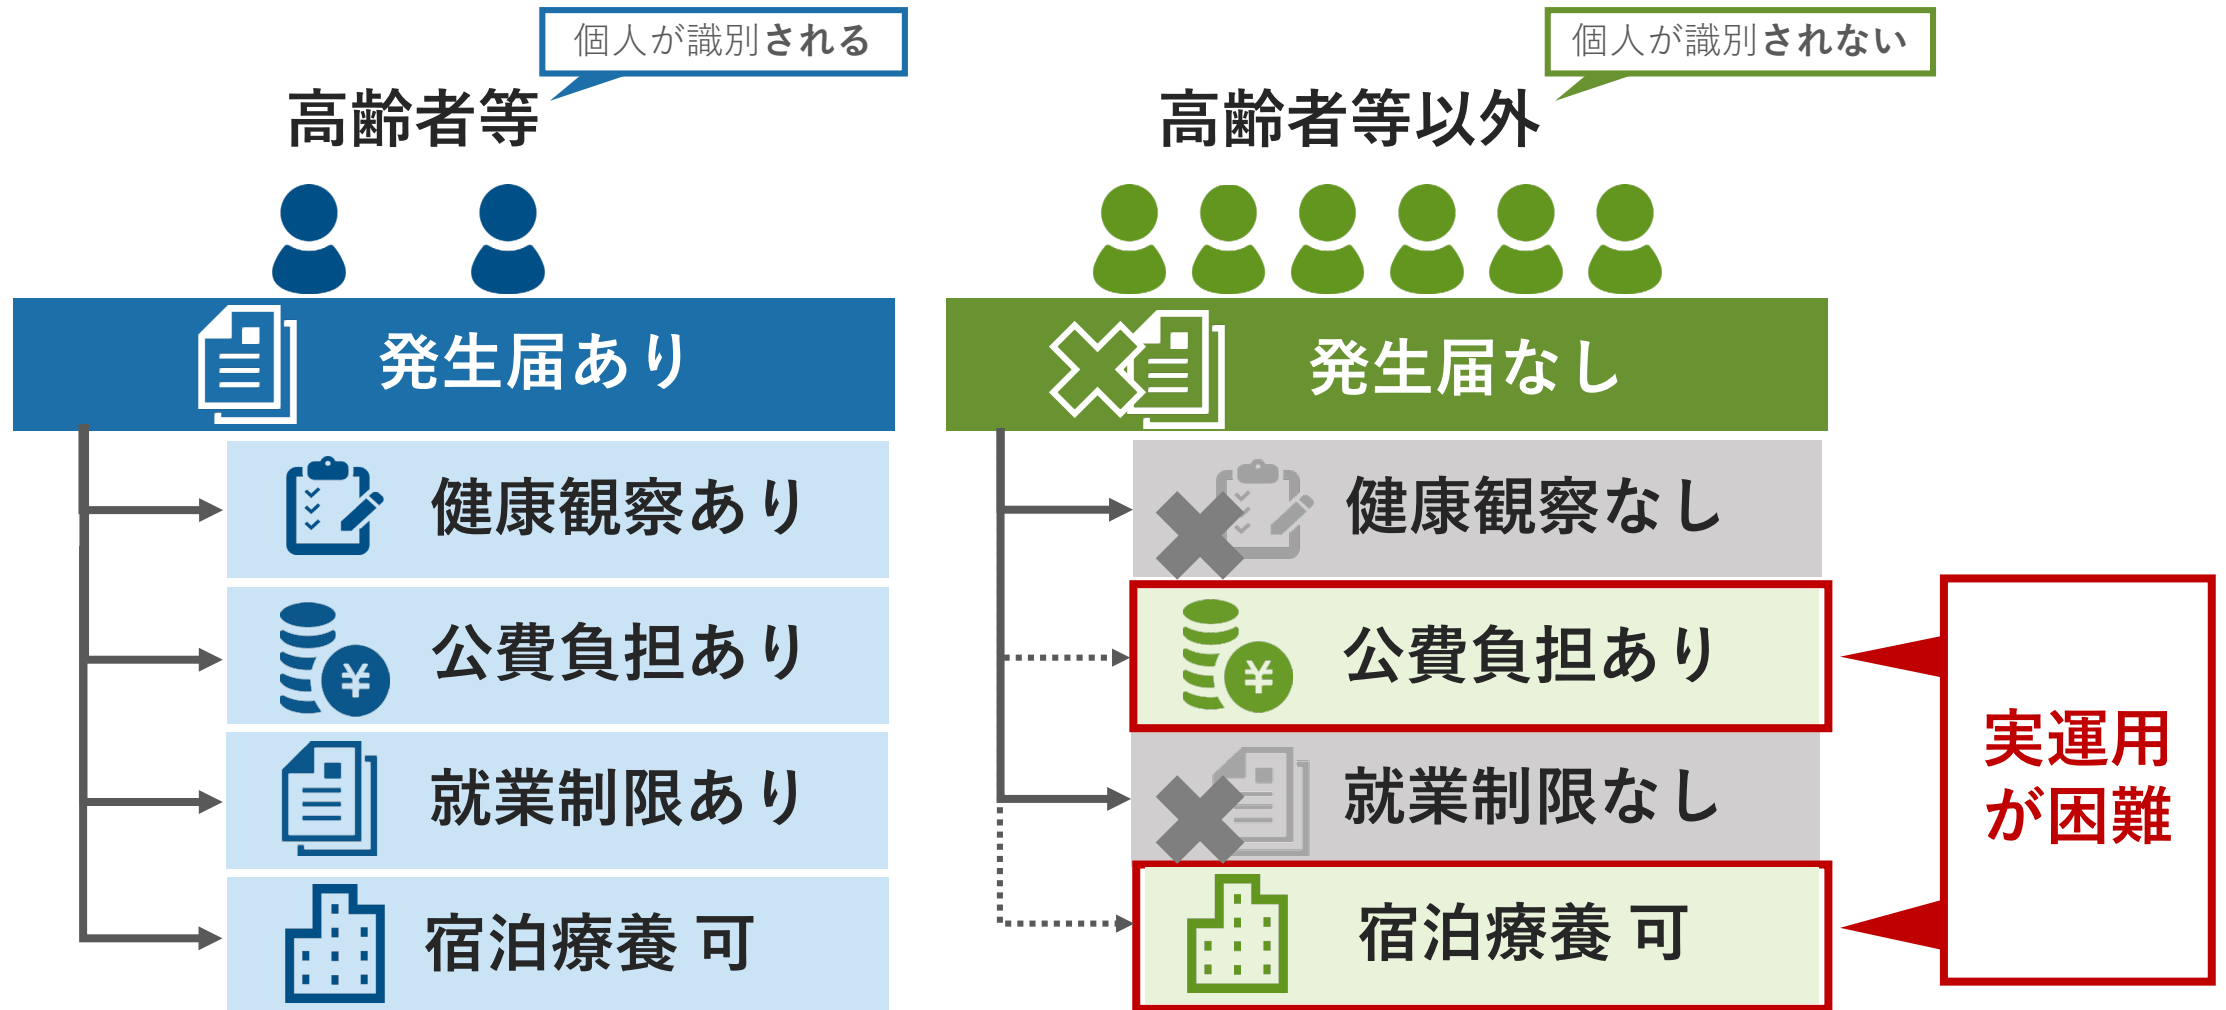 個人が識別される
高齢者等
発生届あり
健康観察あり
¥
公費負担あり
就業制限あり
宿泊療養 可
個人が識別されない
高齢者等以外
発生届なし
健康観察なし
¥
公費負担あり
就業制限なし
宿泊療養 可
実運用
が困難